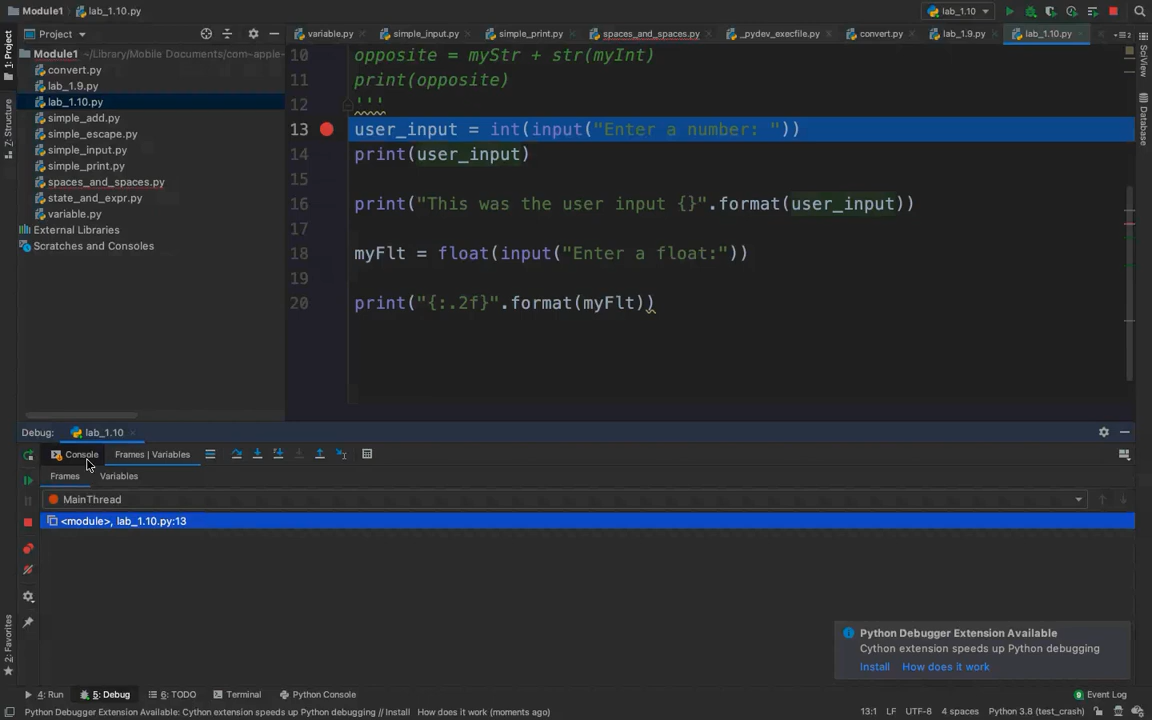 Module1 lab_1.10.py lab_1.10
Project variable.py simple_input.py simple_print.py spaces_and_spaces.py _pydev_execfile.py convert.py lab_1.9.py lab_1.10.py
1: Project
Z: Structure
2: Favorites
SciView
Database
Module1 ~/Library/Mobile Documents/com~apple~
convert.py
lab_1.9.py
lab_1.10.py
simple_add.py
simple_escape.py
simple_input.py
simple_print.py
spaces_and_spaces.py
state_and_expr.py
variable.py
External Libraries
Scratches and Consoles
10 opposite = myStr + str(myInt)
11 print(opposite)
12 '''
13 user_input = int(input("Enter a number: "))
14 print(user_input)
15
16 print("This was the user input {}".format(user_input))
17
18 myFlt = float(input("Enter a float:"))
19
20 print("{:.2f}".format(myFlt))
Debug: lab_1.10
Console Frames | Variables
Frames Variables
MainThread
<module>, lab_1.10.py:13
Python Debugger Extension Available
Cython extension speeds up Python debugging
Install How does it work
4: Run 5: Debug 6: TODO Terminal Python Console Event Log
Python Debugger Extension Available: Cython extension speeds up Python debugging // Install How does it work (moments ago) 13:1 LF UTF-8 4 spaces Python 3.8 (test_crash)